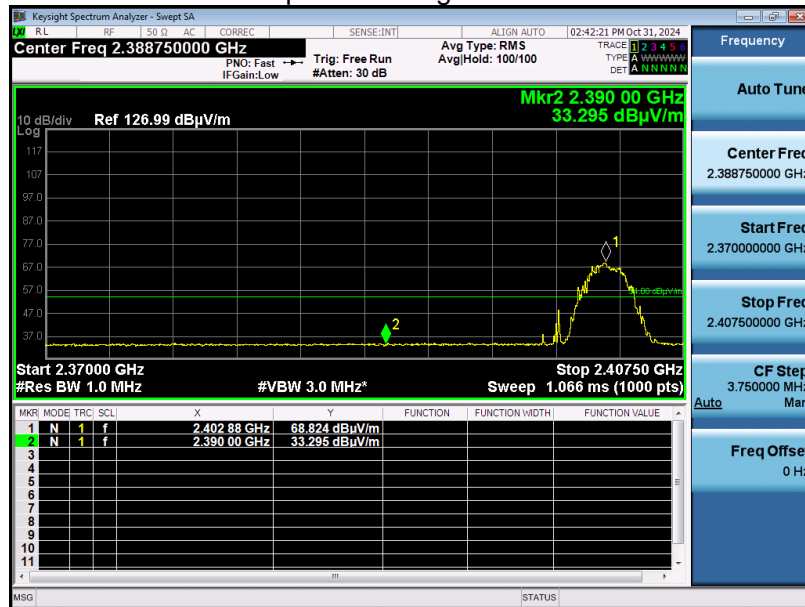 Keysight Spectrum Analyzer - Swept SA
RL RF 50 Ω AC CORREC SENSE:INT ALIGN AUTO 02:42:21 PM Oct 31, 2024
Center Freq 2.388750000 GHz
PNO: Fast
IFGain:Low
Trig: Free Run
#Atten: 30 dB
Avg Type: RMS
Avg|Hold: 100/100
TRACE 1 2 3 4 5 6
TYPE A WWWWW
DET A N N N N N
Mkr2 2.390 00 GHz
33.295 dBµV/m
10 dB/div Ref 126.99 dBµV/m
Log
117
107
97.0
87.0
77.0
67.0
57.0
47.0
37.0
1
2
54.00 dBµV/m
Start 2.37000 GHz Stop 2.40750 GHz
#Res BW 1.0 MHz #VBW 3.0 MHz* Sweep 1.066 ms (1000 pts)
MKR MODE TRC SCL X Y FUNCTION FUNCTION WIDTH FUNCTION VALUE
1 N 1 f 2.402 88 GHz 68.824 dBµV/m
2 N 1 f 2.390 00 GHz 33.295 dBµV/m
3
4
5
6
7
8
9
10
11
MSG STATUS
Frequency
Auto Tune
Center Freq
2.388750000 GHz
Start Freq
2.370000000 GHz
Stop Freq
2.407500000 GHz
CF Step
3.750000 MHz
Auto Man
Freq Offset
0 Hz